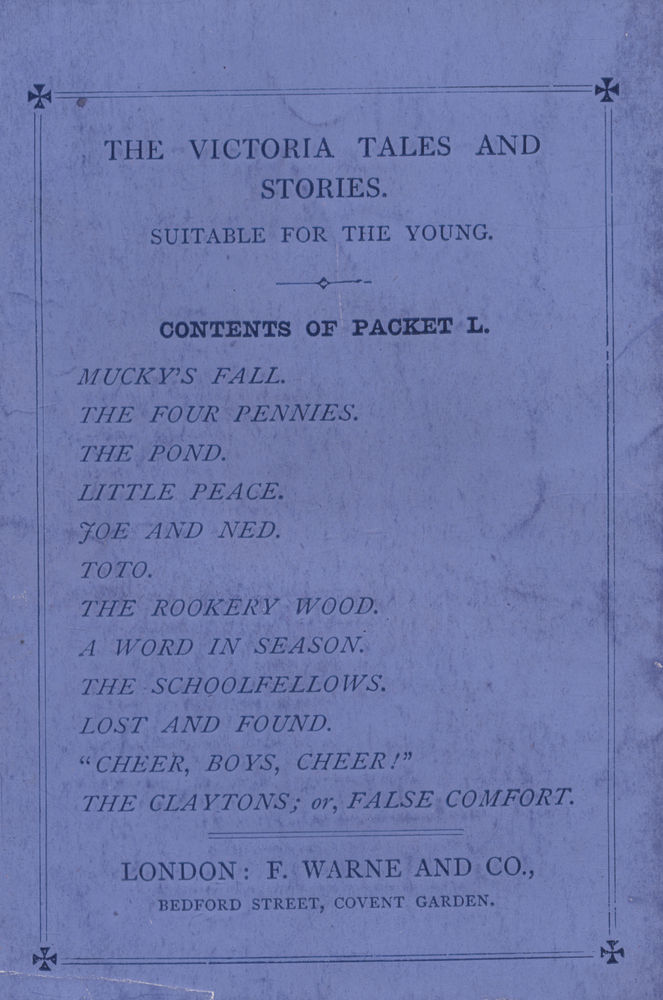 THE VICTORIA TALES AND
STORIES.
SUITABLE FOR THE YOUNG.
CONTENTS OF PACKET L.
MUCKY'S FALL.
THE FOUR PENNIES.
THE POND.
LITTLE PEACE.
JOE AND NED.
TOTO.
THE ROOKERY WOOD.
A WORD IN SEASON.
THE SCHOOLFELLOWS.
LOST AND FOUND.
“CHEER, BOYS, CHEER!”
THE CLAYTONS; or, FALSE COMFORT.
LONDON: F. WARNE AND CO.,
BEDFORD STREET, COVENT GARDEN.